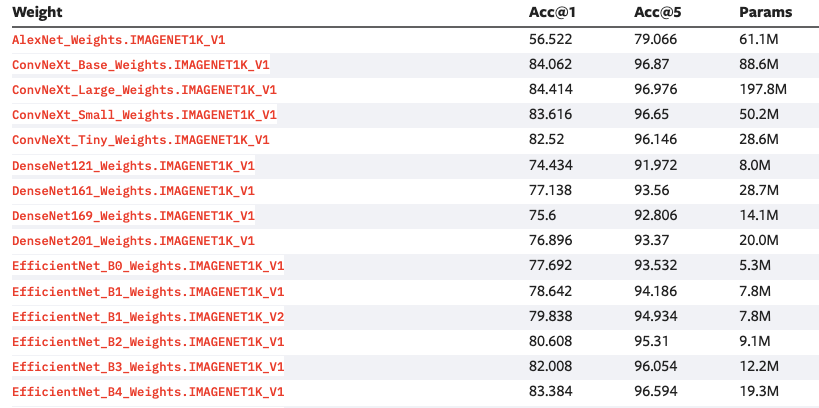 Weight Acc@1 Acc@5 Params
AlexNet_Weights.IMAGENET1K_V1 56.522 79.066 61.1M
ConvNeXt_Base_Weights.IMAGENET1K_V1 84.062 96.87 88.6M
ConvNeXt_Large_Weights.IMAGENET1K_V1 84.414 96.976 197.8M
ConvNeXt_Small_Weights.IMAGENET1K_V1 83.616 96.65 50.2M
ConvNeXt_Tiny_Weights.IMAGENET1K_V1 82.52 96.146 28.6M
DenseNet121_Weights.IMAGENET1K_V1 74.434 91.972 8.0M
DenseNet161_Weights.IMAGENET1K_V1 77.138 93.56 28.7M
DenseNet169_Weights.IMAGENET1K_V1 75.6 92.806 14.1M
DenseNet201_Weights.IMAGENET1K_V1 76.896 93.37 20.0M
EfficientNet_B0_Weights.IMAGENET1K_V1 77.692 93.532 5.3M
EfficientNet_B1_Weights.IMAGENET1K_V1 78.642 94.186 7.8M
EfficientNet_B1_Weights.IMAGENET1K_V2 79.838 94.934 7.8M
EfficientNet_B2_Weights.IMAGENET1K_V1 80.608 95.31 9.1M
EfficientNet_B3_Weights.IMAGENET1K_V1 82.008 96.054 12.2M
EfficientNet_B4_Weights.IMAGENET1K_V1 83.384 96.594 19.3M